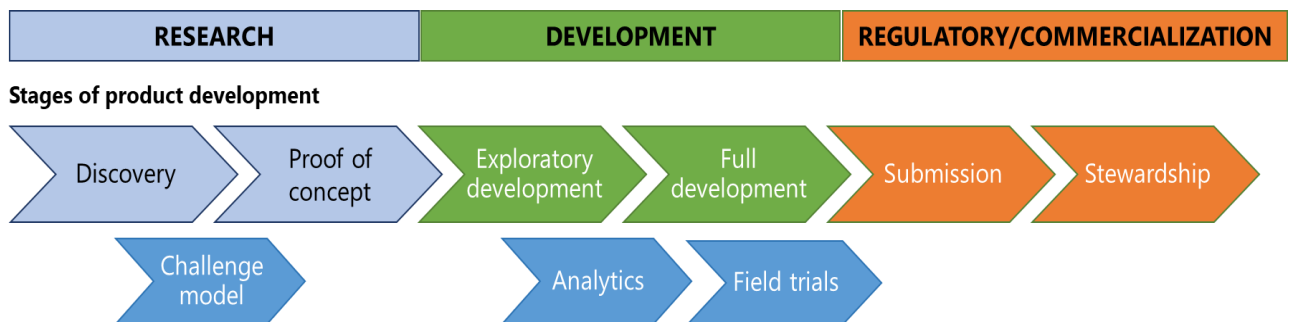 RESEARCH
DEVELOPMENT
REGULATORY/COMMERCIALIZATION
Stages of product development
Discovery
Proof of
concept
Exploratory
development
Full
development
Submission
Stewardship
Challenge
model
Analytics
Field trials